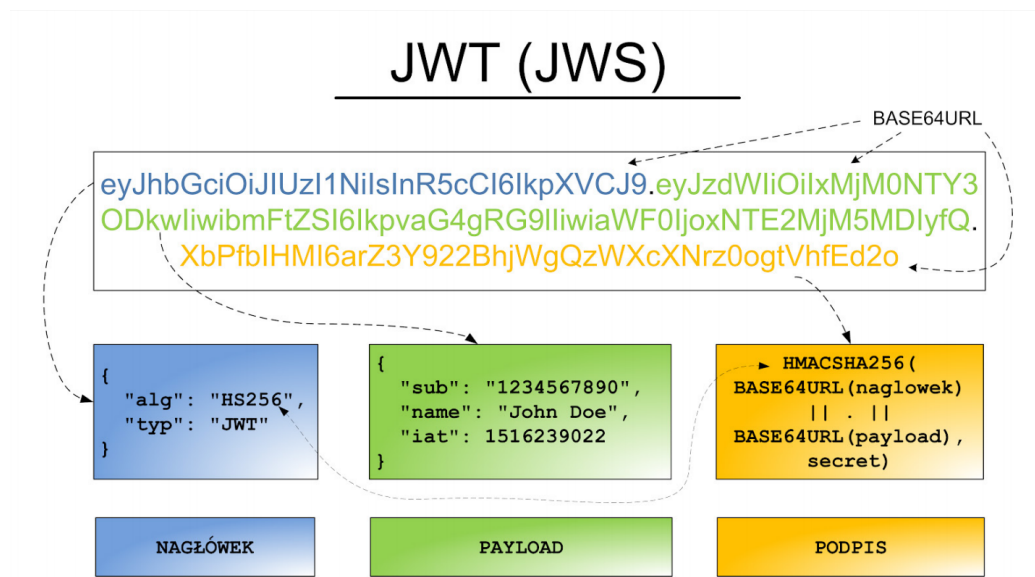 JWT (JWS)
BASE64URL
eyJhbGciOiJIUzI1NiIsInR5cCI6IkpXVCJ9.eyJzdWIiOiIxMjM0NTY3
ODkwIiwibmFtZSI6IkpvaG4gRG9lIiwiaWF0IjoxNTE2MjM5MDIyfQ.
XbPfbIHMI6arZ3Y922BhjWgQzWXcXNrz0ogtVhfEd2o
{
"alg": "HS256",
"typ": "JWT"
}
{
"sub": "1234567890",
"name": "John Doe",
"iat": 1516239022
}
HMACSHA256(
BASE64URL(naglowek)
|| . ||
BASE64URL(payload),
secret)
NAGŁÓWEK
PAYLOAD
PODPIS